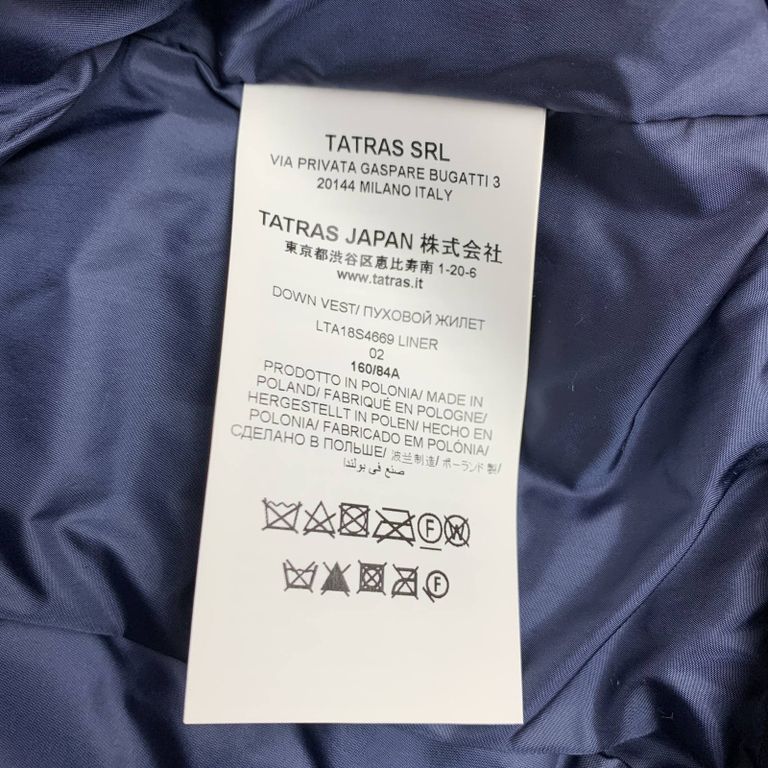 TATRAS SRL
VIA PRIVATA GASPARE BUGATTI 3
20144 MILANO ITALY
TATRAS JAPAN 株式会社
東京都渋谷区恵比寿南 1-20-6
www.tatras.it
DOWN VEST/ ПУХОВОЙ ЖИЛЕТ
LTA18S4669 LINER
02
160/84A
PRODOTTO IN POLONIA/ MADE IN
POLAND/ FABRIQUÉ EN POLOGNE/
HERGESTELLT IN POLEN/ HECHO EN
POLONIA/ FABRICADO EM POLÓNIA/
СДЕЛАНО В ПОЛЬШЕ/ 波兰制造/ ポーランド製/
صنع في بولندا
F W
F